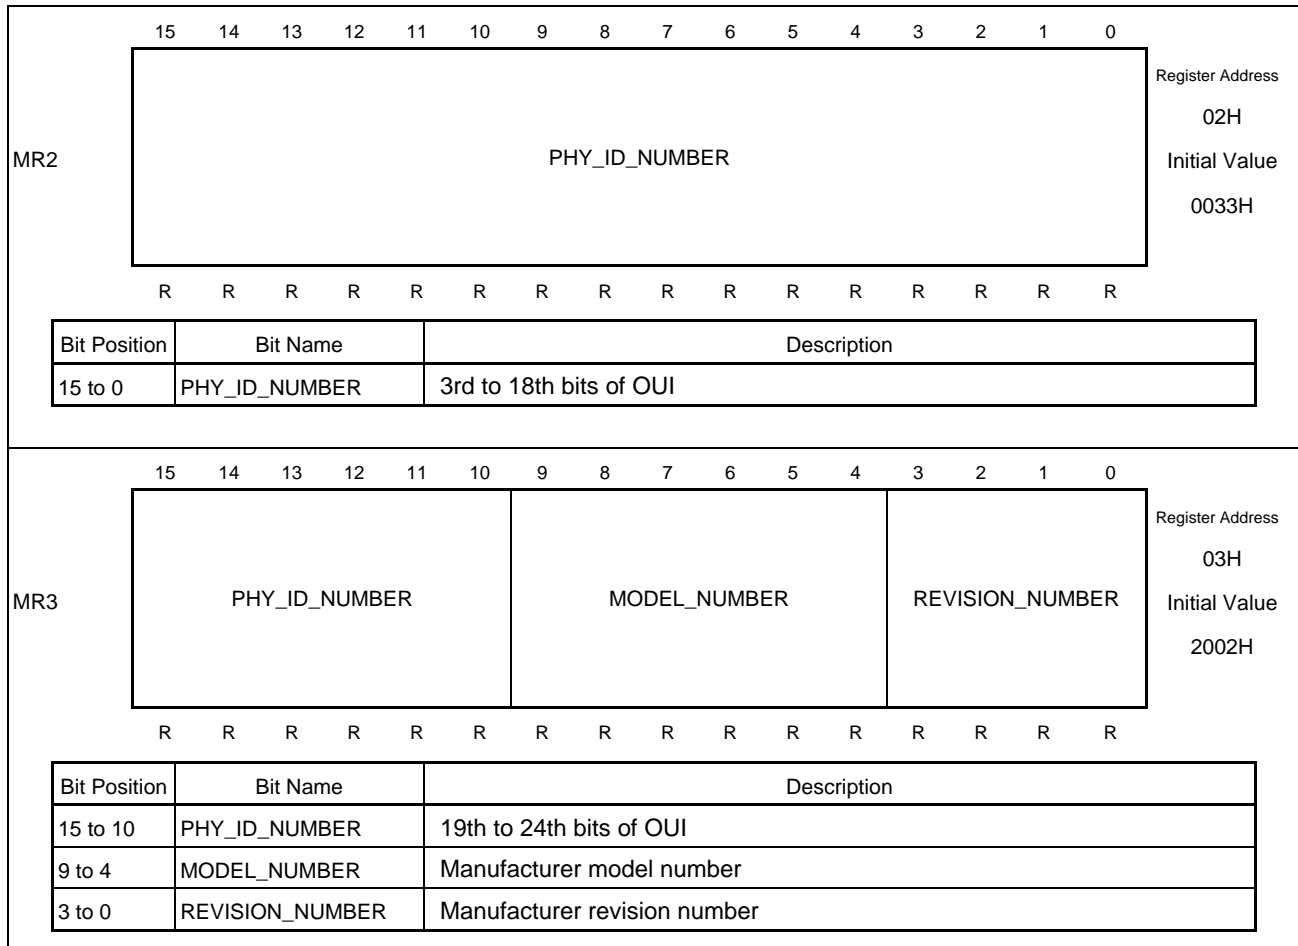 15 14 13 12 11 10 9 8 7 6 5 4 3 2 1 0
Register Address
02H
MR2 PHY_ID_NUMBER Initial Value
0033H
R R R R R R R R R R R R R R R R
Bit Position Bit Name Description
15 to 0 PHY_ID_NUMBER 3rd to 18th bits of OUI
15 14 13 12 11 10 9 8 7 6 5 4 3 2 1 0
Register Address
03H
MR3 PHY_ID_NUMBER MODEL_NUMBER REVISION_NUMBER Initial Value
2002H
R R R R R R R R R R R R R R R R
Bit Position Bit Name Description
15 to 10 PHY_ID_NUMBER 19th to 24th bits of OUI
9 to 4 MODEL_NUMBER Manufacturer model number
3 to 0 REVISION_NUMBER Manufacturer revision number